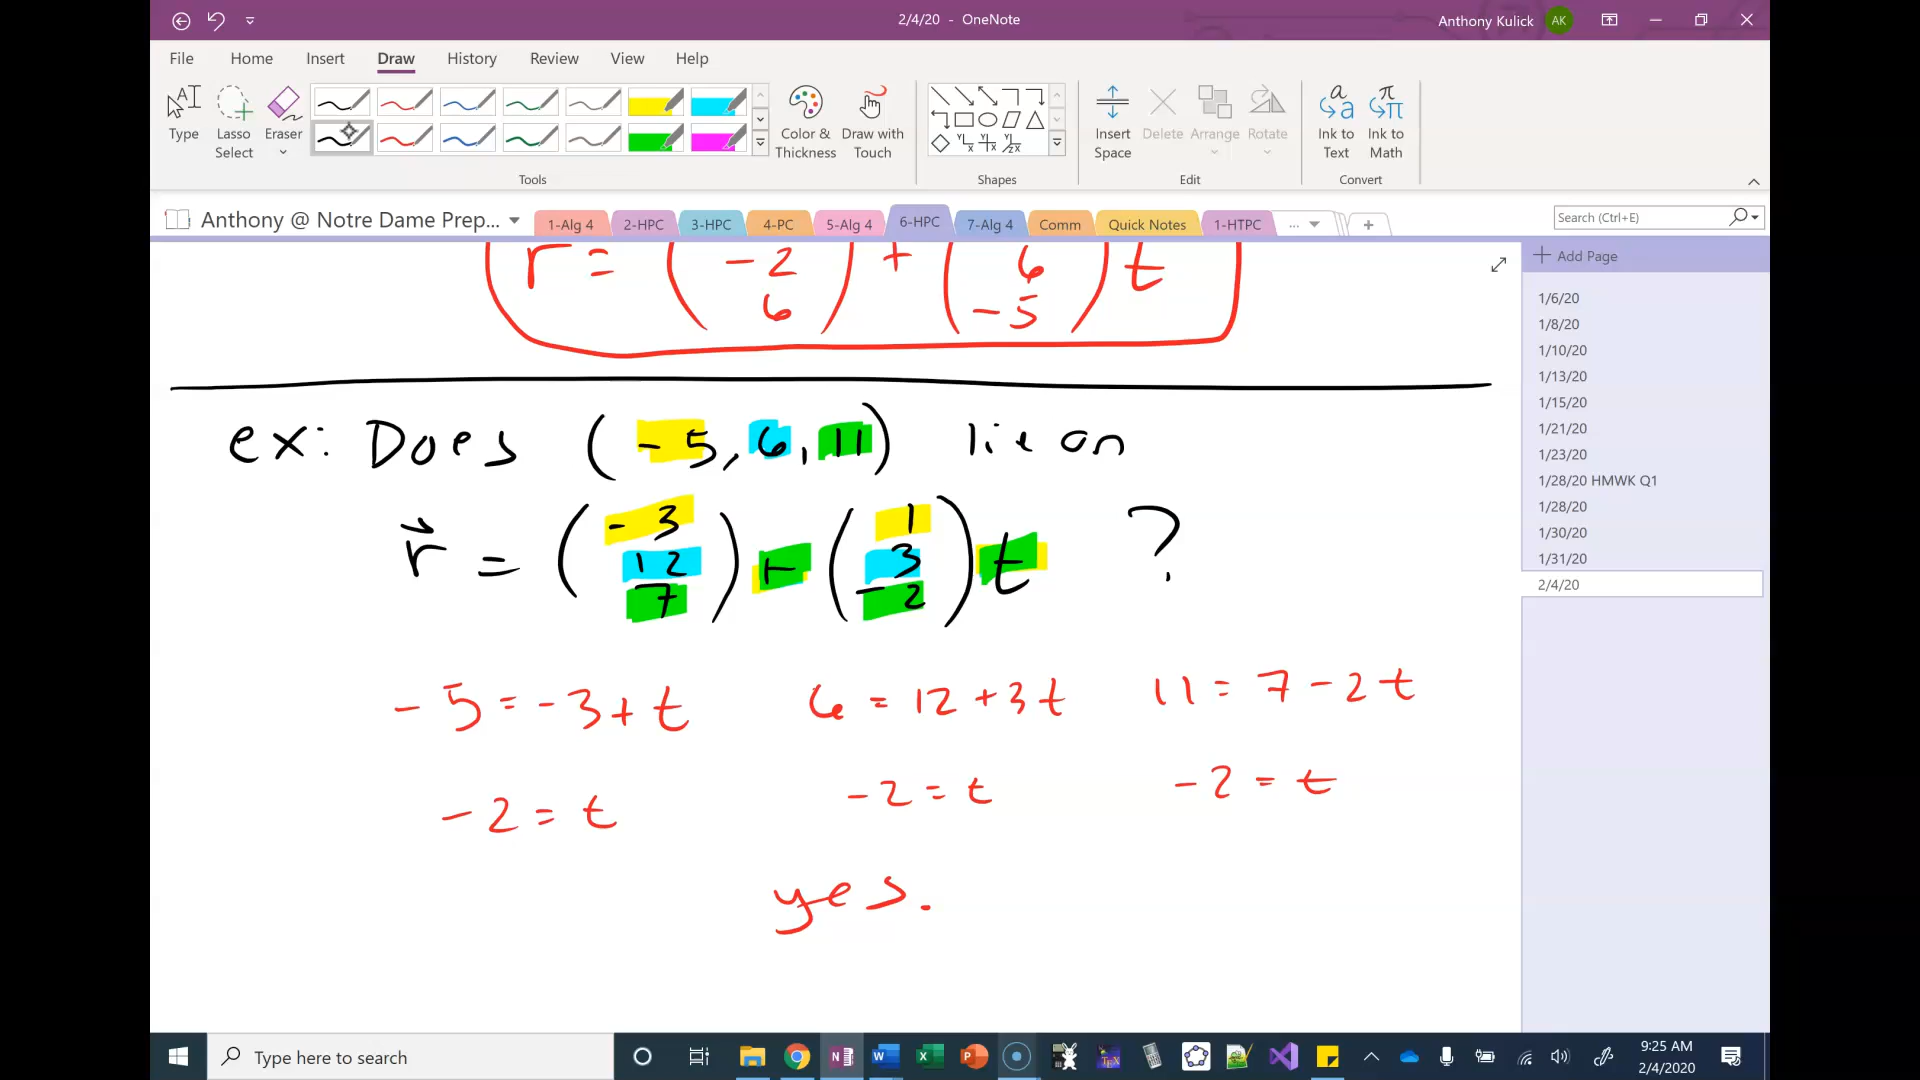 2/4/20 - OneNote
Anthony Kulick AK
File Home Insert Draw History Review View Help
Type
Lasso Select
Eraser
Color & Thickness
Draw with Touch
Insert Space
Delete
Arrange
Rotate
Ink to Text
Ink to Math
Tools Shapes Edit Convert
Anthony @ Notre Dame Prep... 1-Alg 4 2-HPC 3-HPC 4-PC 5-Alg 4 6-HPC 7-Alg 4 Comm Quick Notes 1-HTPC ... +
Search (Ctrl+E)
Add Page
1/6/20
1/8/20
1/10/20
1/13/20
1/15/20
1/21/20
1/23/20
1/28/20 HMWK Q1
1/28/20
1/30/20
1/31/20
2/4/20
r = ( -2 6 ) + ( 6 -5 ) t
ex: Does (-5, 6, 11) lie on
r⃗ = ( -3 12 7 ) + ( 1 3 -2 ) t ?
-5 = -3 + t 6 = 12 + 3t 11 = 7 - 2t
-2 = t -2 = t -2 = t
yes.
Type here to search
9:25 AM
2/4/2020